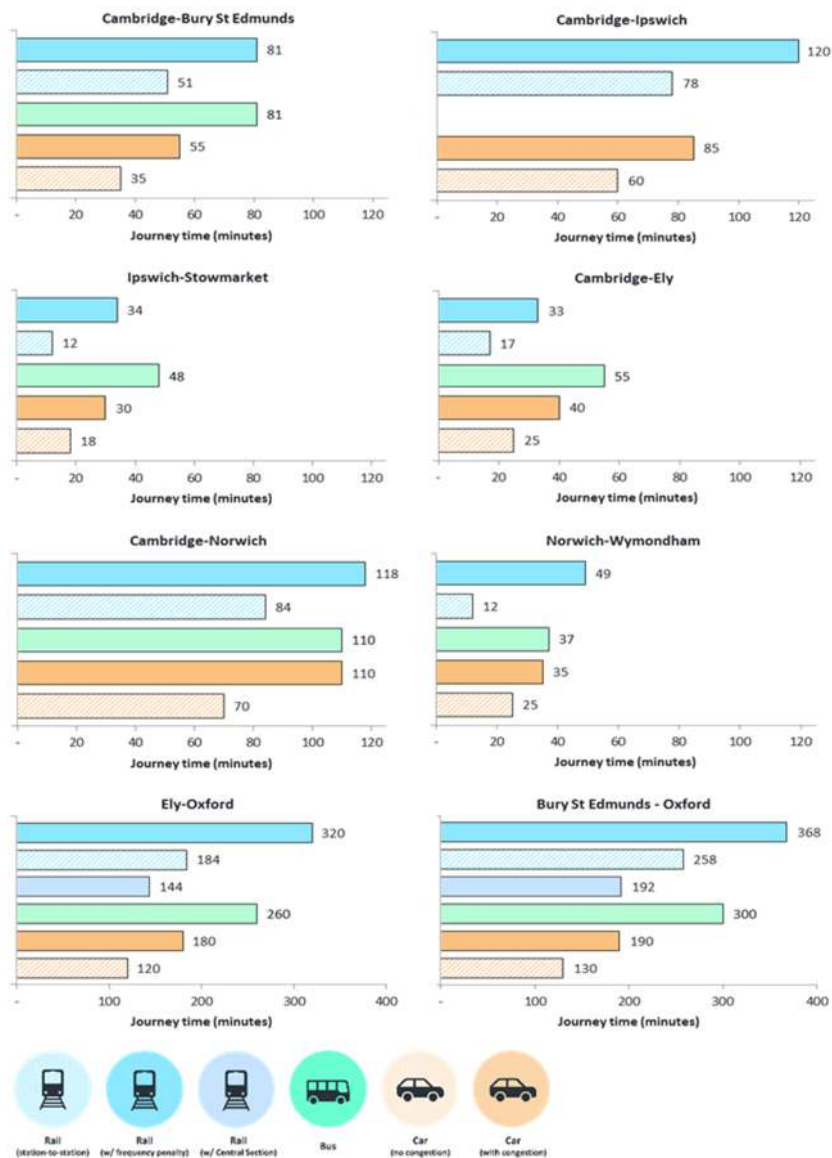 Cambridge-Bury St Edmunds
81
51
81
55
35
- 20 40 60 80 100 120
Journey time (minutes)
Cambridge-Ipswich
120
78
85
60
- 20 40 60 80 100 120
Journey time (minutes)
Ipswich-Stowmarket
34
12
48
30
18
- 20 40 60 80 100 120
Journey time (minutes)
Cambridge-Ely
33
17
55
40
25
- 20 40 60 80 100 120
Journey time (minutes)
Cambridge-Norwich
118
84
110
110
70
- 20 40 60 80 100 120
Journey time (minutes)
Norwich-Wymondham
49
12
37
35
25
- 20 40 60 80 100 120
Journey time (minutes)
Ely-Oxford
320
184
144
260
180
120
- 100 200 300 400
Journey time (minutes)
Bury St Edmunds - Oxford
368
258
192
300
190
130
- 100 200 300 400
Journey time (minutes)
Rail
(station-to-station)
Rail
(w/ frequency penalty)
Rail
(w/ Central Section)
Bus
Car
(no congestion)
Car
(with congestion)